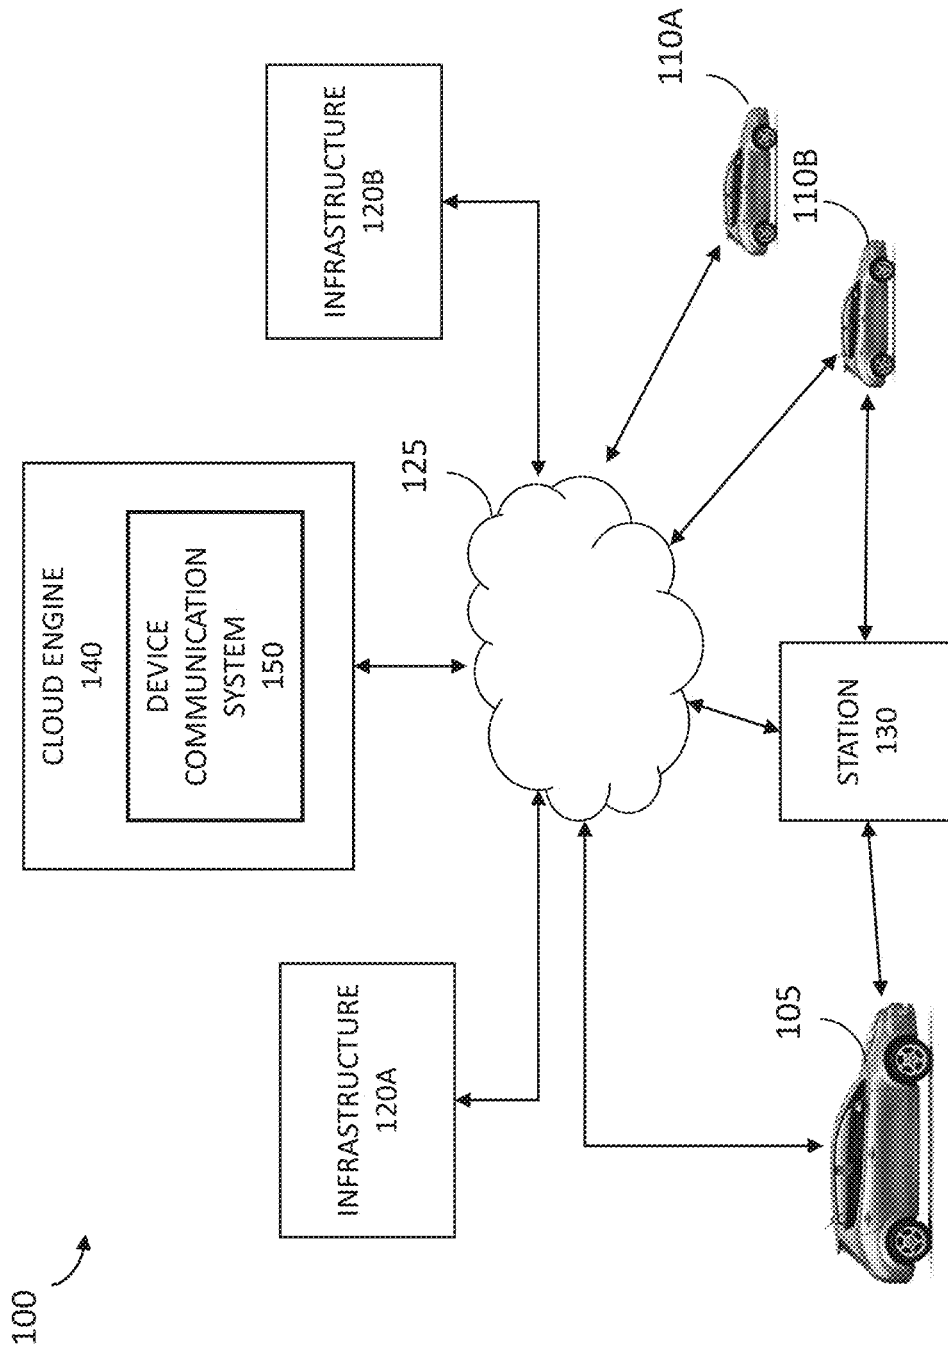 100
CLOUD ENGINE
140
DEVICE
COMMUNICATION
SYSTEM
150
INFRASTRUCTURE
120A
INFRASTRUCTURE
120B
125
105
STATION
130
110B
110A